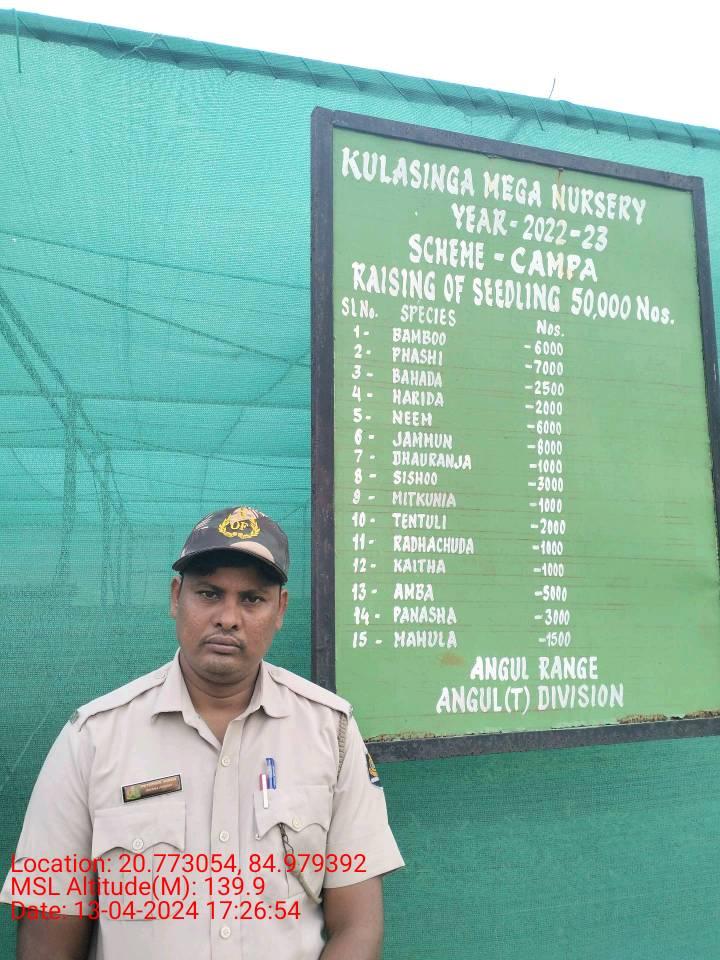 KULASINGA MEGA NURSERY
YEAR - 2022-23
SCHEME - CAMPA
RAISING OF SEEDLING 50,000 Nos.
SL No. SPECIES Nos.
1 - BAMBOO - 6000
2 - PHASHI - 7000
3 - BAHADA - 2500
4 - HARIDA - 2000
5 - NEEM - 6000
6 - JAMMUN - 8000
7 - DHAURANJA - 1000
8 - SISHOO - 3000
9 - MITKUNIA - 1000
10 - TENTULI - 2000
11 - RADHACHUDA - 1000
12 - KAITHA - 1000
13 - AMBA - 5000
14 - PANASHA - 3000
15 - MAHULA - 1500
ANGUL RANGE
ANGUL(T) DIVISION
OF
Location: 20.773054, 84.979392
MSL Altitude(M): 139.9
Date: 13-04-2024 17:26:54